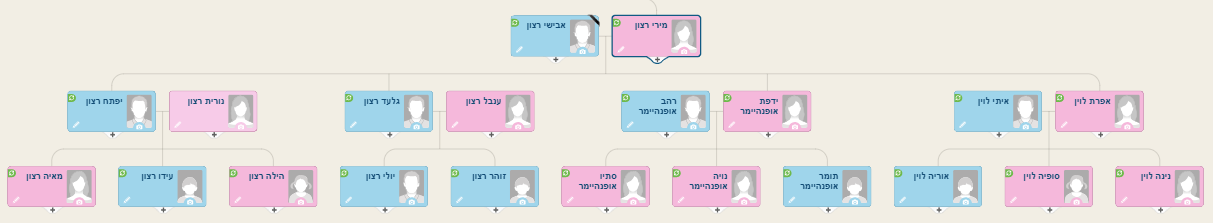 אבישי רצון
מירי רצון
יפתח רצון
נורית רצון
גלעד רצון
ענבל רצון
רהב
אופנהיימר
ידפת
אופנהיימר
איתי לוין
אפרת לוין
מאיה רצון
עידו רצון
הילה רצון
יולי רצון
זוהר רצון
סתיו
אופנהיימר
נויה
אופנהיימר
תומר
אופנהיימר
אוריה לוין
סופיה לוין
נינה לוין